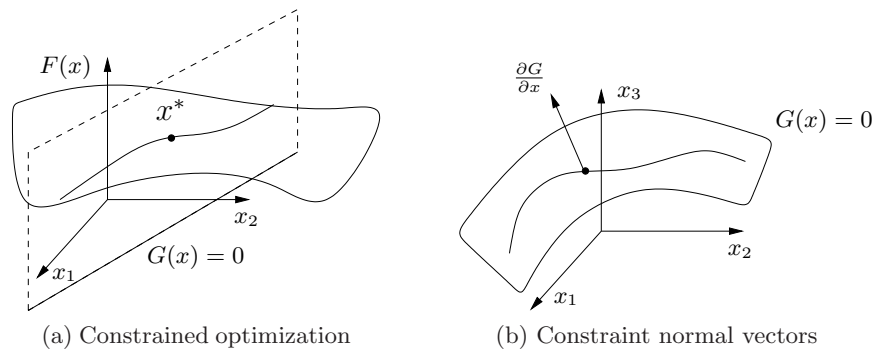 F(x)
x*
x₂
x₁
G(x) = 0
(a) Constrained optimization
∂G/∂x
x₃
G(x) = 0
x₂
x₁
(b) Constraint normal vectors